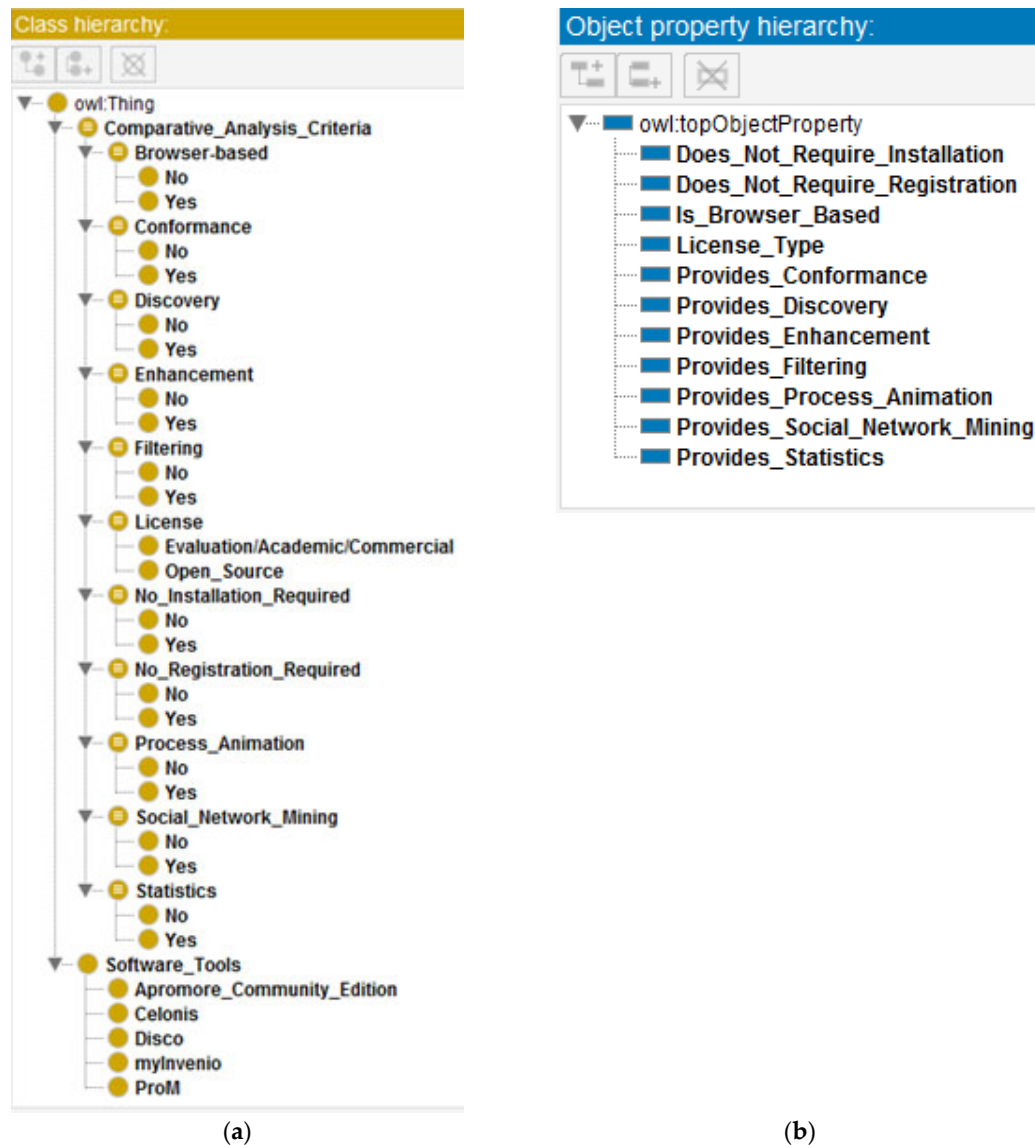 Class hierarchy:
owl:Thing
Comparative_Analysis_Criteria
Browser-based
No
Yes
Conformance
No
Yes
Discovery
No
Yes
Enhancement
No
Yes
Filtering
No
Yes
License
Evaluation/Academic/Commercial
Open_Source
No_Installation_Required
No
Yes
No_Registration_Required
No
Yes
Process_Animation
No
Yes
Social_Network_Mining
No
Yes
Statistics
No
Yes
Software_Tools
Apromore_Community_Edition
Celonis
Disco
myInvenio
ProM
(a)
Object property hierarchy:
owl:topObjectProperty
Does_Not_Require_Installation
Does_Not_Require_Registration
Is_Browser_Based
License_Type
Provides_Conformance
Provides_Discovery
Provides_Enhancement
Provides_Filtering
Provides_Process_Animation
Provides_Social_Network_Mining
Provides_Statistics
(b)